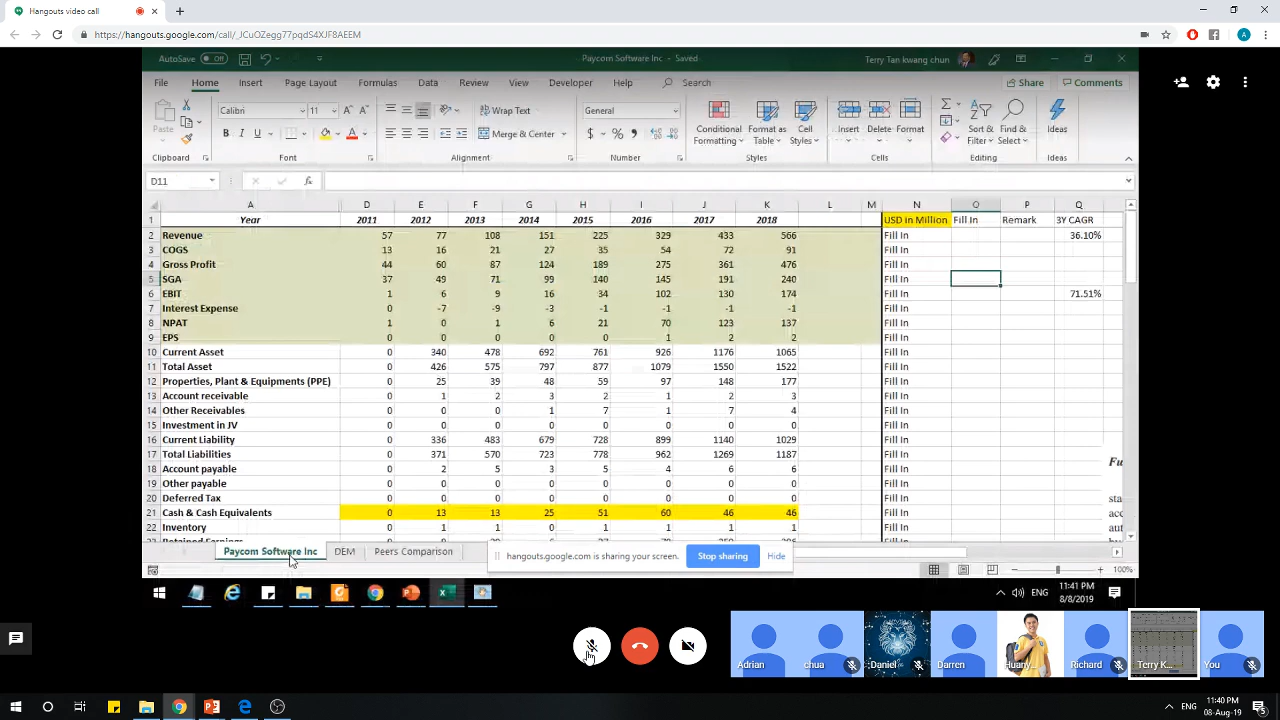 Hangouts video call
https://hangouts.google.com/call/_JCuOZegg77pqdS4XJF8AEEM
AutoSave Off
Paycom Software Inc - Saved
Terry Tan kwang chun
File Home Insert Page Layout Formulas Data Review View Developer Help Search Share Comments
Paste
Calibri 11
Wrap Text
Merge & Center
General
Conditional Formatting
Format as Table
Cell Styles
Insert Delete Format
Sort & Filter
Find & Select
Ideas
Clipboard Font Alignment Number Styles Cells Editing Ideas
D11
A D E F G H I J K L M N O P Q
1 Year 2011 2012 2013 2014 2015 2016 2017 2018 USD in Million Fill In Remark 3Y CAGR
2 Revenue 57 77 108 151 225 329 433 566 Fill In 36.10%
3 COGS 13 16 21 27 35 54 72 91 Fill In
4 Gross Profit 44 60 87 124 189 275 361 476 Fill In
5 SGA 37 49 71 99 140 145 191 240 Fill In
6 EBIT 1 6 9 16 34 102 130 174 Fill In 71.51%
7 Interest Expense 0 -7 -9 -3 -1 -1 -1 -1 Fill In
8 NPAT 1 0 1 6 21 70 123 137 Fill In
9 EPS 0 0 0 0 0 1 2 2 Fill In
10 Current Asset 0 340 478 692 761 926 1176 1065 Fill In
11 Total Asset 0 426 575 797 877 1079 1550 1522 Fill In
12 Properties, Plant & Equipments (PPE) 0 25 39 48 59 97 148 177 Fill In
13 Account receivable 0 1 2 3 2 1 2 3 Fill In
14 Other Receivables 0 0 0 1 7 1 7 4 Fill In
15 Investment in JV 0 0 0 0 0 0 0 0 Fill In
16 Current Liability 0 336 483 679 728 899 1140 1029 Fill In
17 Total Liabilities 0 371 570 723 778 962 1269 1187 Fill In
18 Account payable 0 2 5 3 5 4 6 6 Fill In
19 Other payable 0 0 0 0 0 0 0 0 Fill In
20 Deferred Tax 0 0 0 0 0 0 0 0 Fill In
21 Cash & Cash Equivalents 0 13 13 25 51 60 46 46 Fill In
22 Inventory 0 1 1 0 1 1 1 1 Fill In
Retained Earnings
Fu
sta
acc
aut
Paycom Software Inc DEM Peers Comparison
hangouts.google.com is sharing your screen. Stop sharing Hide
100%
ENG 11:41 PM
8/8/2019
Adrian chua Daniel Darren Huany... Richard Terry K... You
ENG 11:40 PM
08-Aug-19